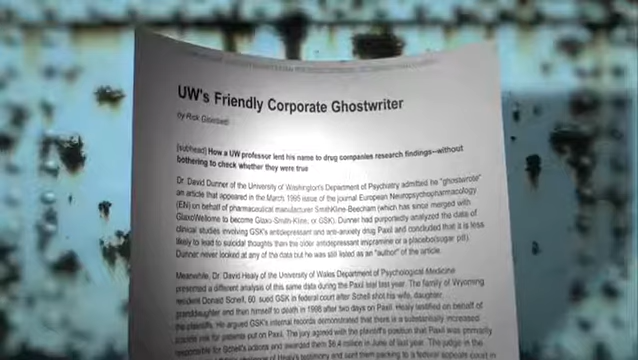 UW's Friendly Corporate Ghostwriter
by Rick
[subhead] How a UW professor lent his name to drug companies research findings—without
bothering to check whether they were true
Dr. David Dunner of the University of Washington's Department of Psychiatry admitted he "ghostwrote"
an article that appeared in the March 1995 issue of the journal European Neuropsychopharmacology
(EN) on behalf of pharmaceutical manufacturer SmithKline-Beecham (which has since merged with
GlaxoWellcome to become Glaxo-Smith-Kline, or GSK). Dunner had purportedly analyzed the data of
clinical studies involving GSK's antidepressant and anti-anxiety drug Paxil and concluded that it is less
likely to lead to suicidal thoughts than the older antidepressant imipramine or a placebo(sugar pill).
Dunner never looked at any of the data but he was still listed as an "author" of the article.
Meanwhile, Dr. David Healy of the University of Wales Department of Psychological Medicine
presented a different analysis of this same data during the Paxil trial last year. The family of Wyoming
resident Donald Schell, 60, sued GSK in federal court after Schell shot his wife, daughter,
granddaughter and then himself to death in 1998 after two days on Paxil. Healy testified on behalf of
the plaintiffs. He argued GSK's internal records demonstrated that there is a substantially increased
suicide risk for patients put on Paxil. The jury agreed with the plaintiff's position that Paxil was primarily
responsible for Schell's actions and awarded them $6.4 million in June of last year. The judge in the
of Healy's testimony and sent them packing to a federal appeals court in